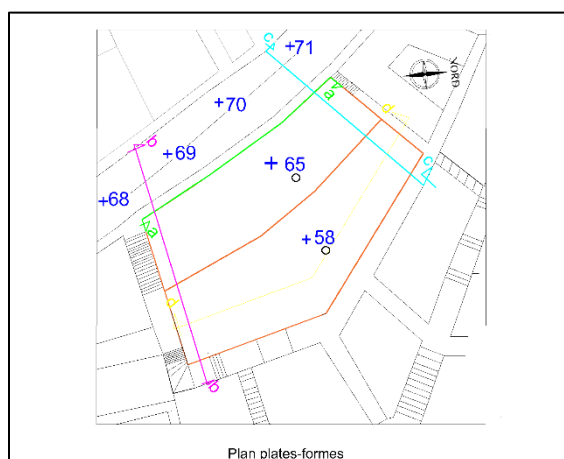 c
+71
NORD
+70
a
d
b
+69
+65
c
+68
a
+58
d
b
Plan plates-formes